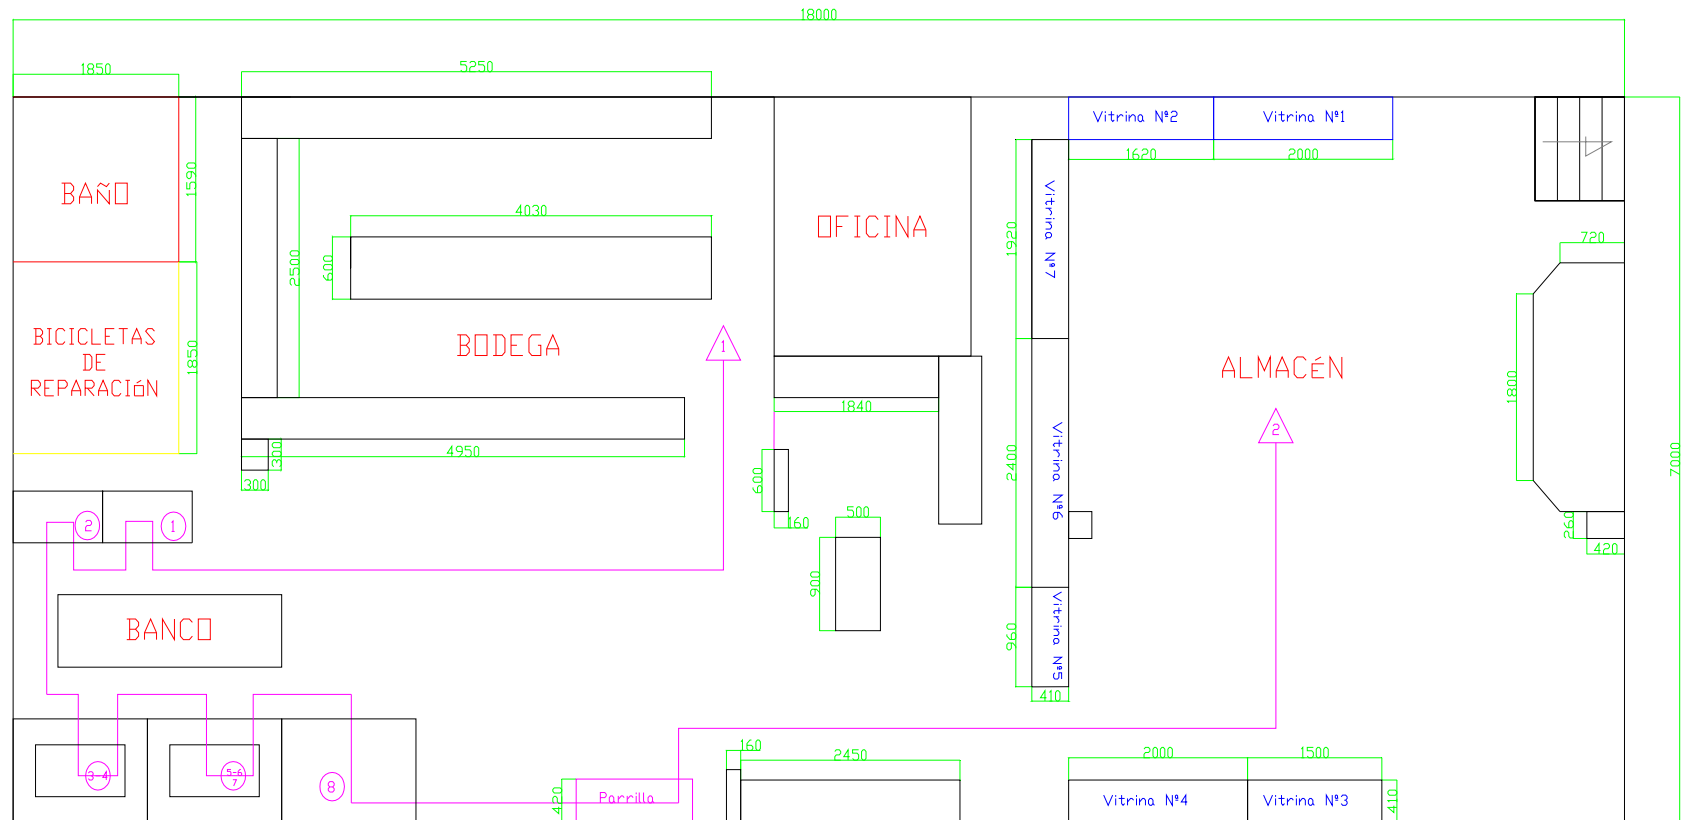 18000
1850
5250
Vitrina Nº2
Vitrina Nº1
1620
2000
1590
BAÑO
4030
OFICINA
Vitrina Nº7
1920
720
2500
600
BICICLETAS
DE
REPARACIÓN
1850
BODEGA
1
ALMACÉN
1800
1840
2
7000
4950
300
300
600
Vitrina Nº6
2400
160
500
2
1
260
420
900
BANCO
Vitrina Nº5
960
410
160
2450
2000
1500
3-4
5-6
7
8
420
Parrilla
Vitrina Nº4
Vitrina Nº3
410